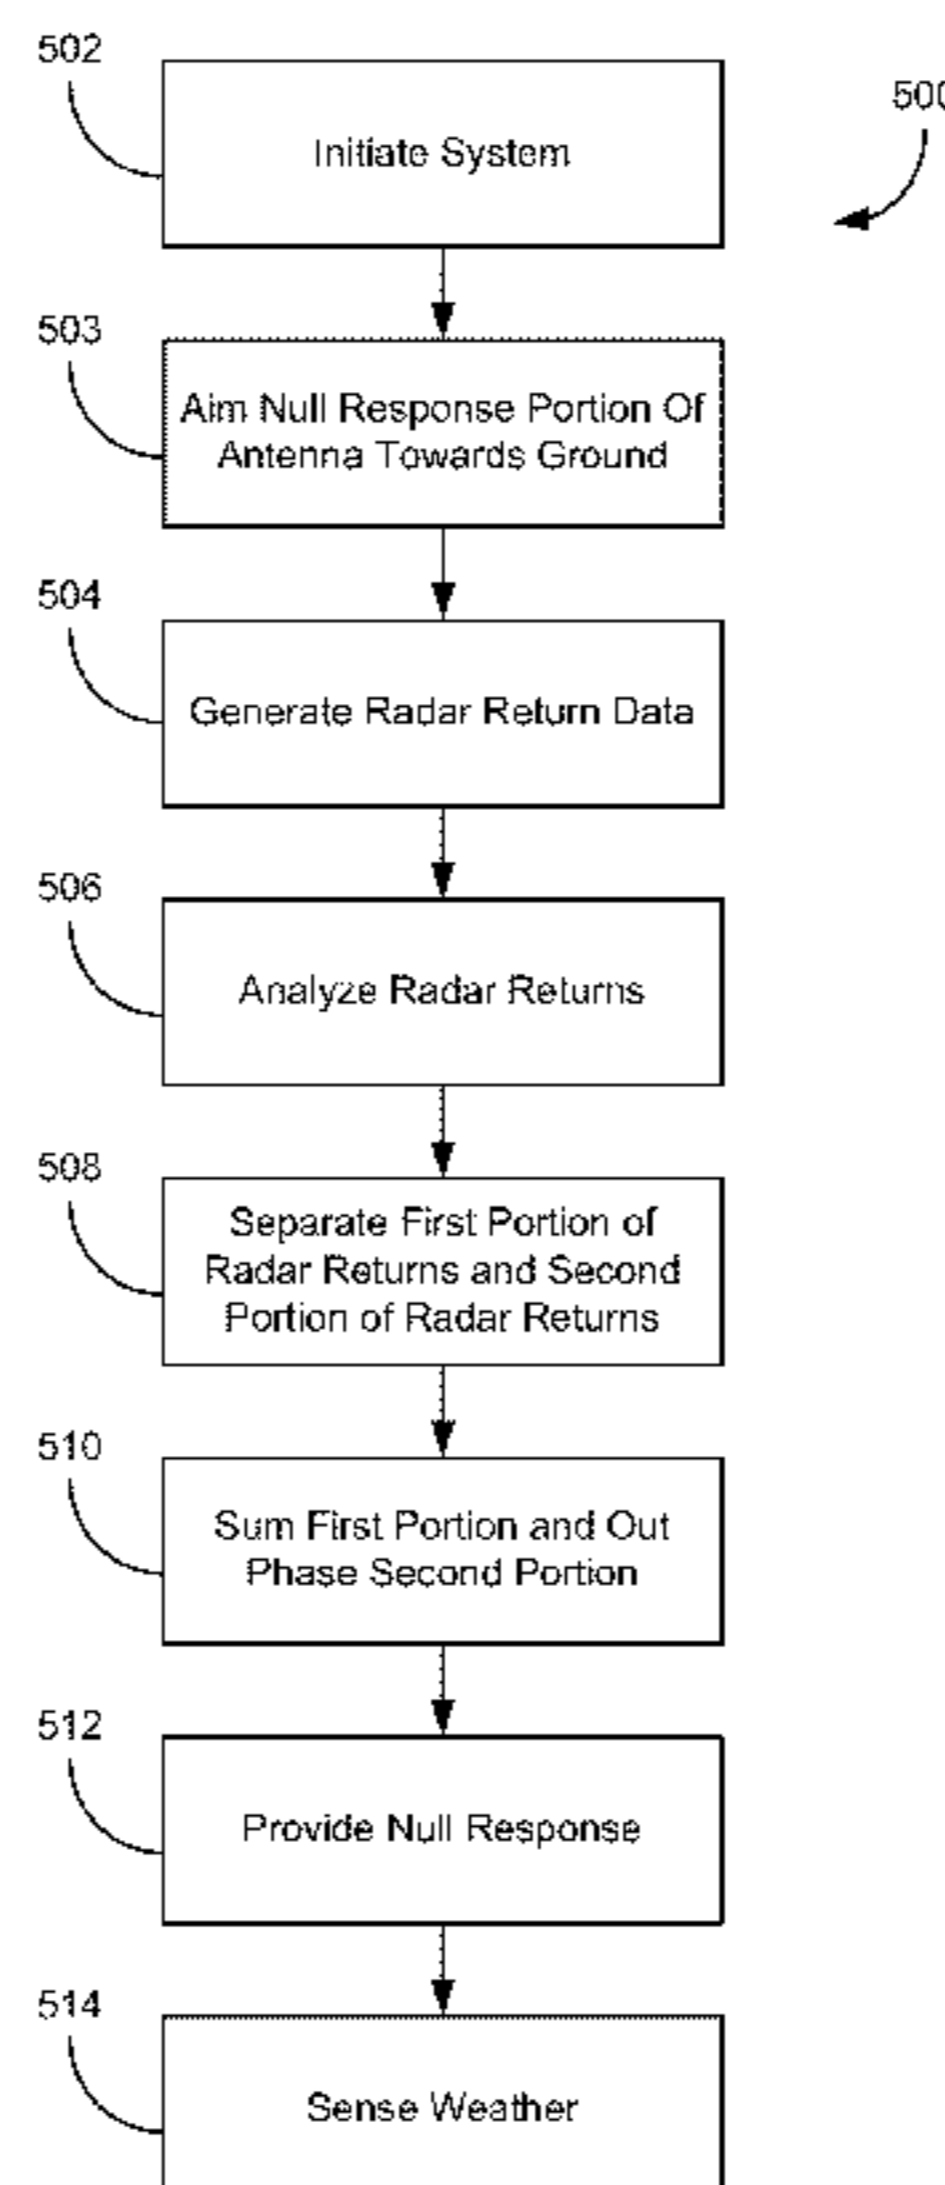 502
500
Initiate System
503
Aim Null Response Portion Of
Antenna Towards Ground
504
Generate Radar Return Data
506
Analyze Radar Returns
508
Separate First Portion of
Radar Returns and Second
Portion of Radar Returns
510
Sum First Portion and Out
Phase Second Portion
512
Provide Null Response
514
Sense Weather